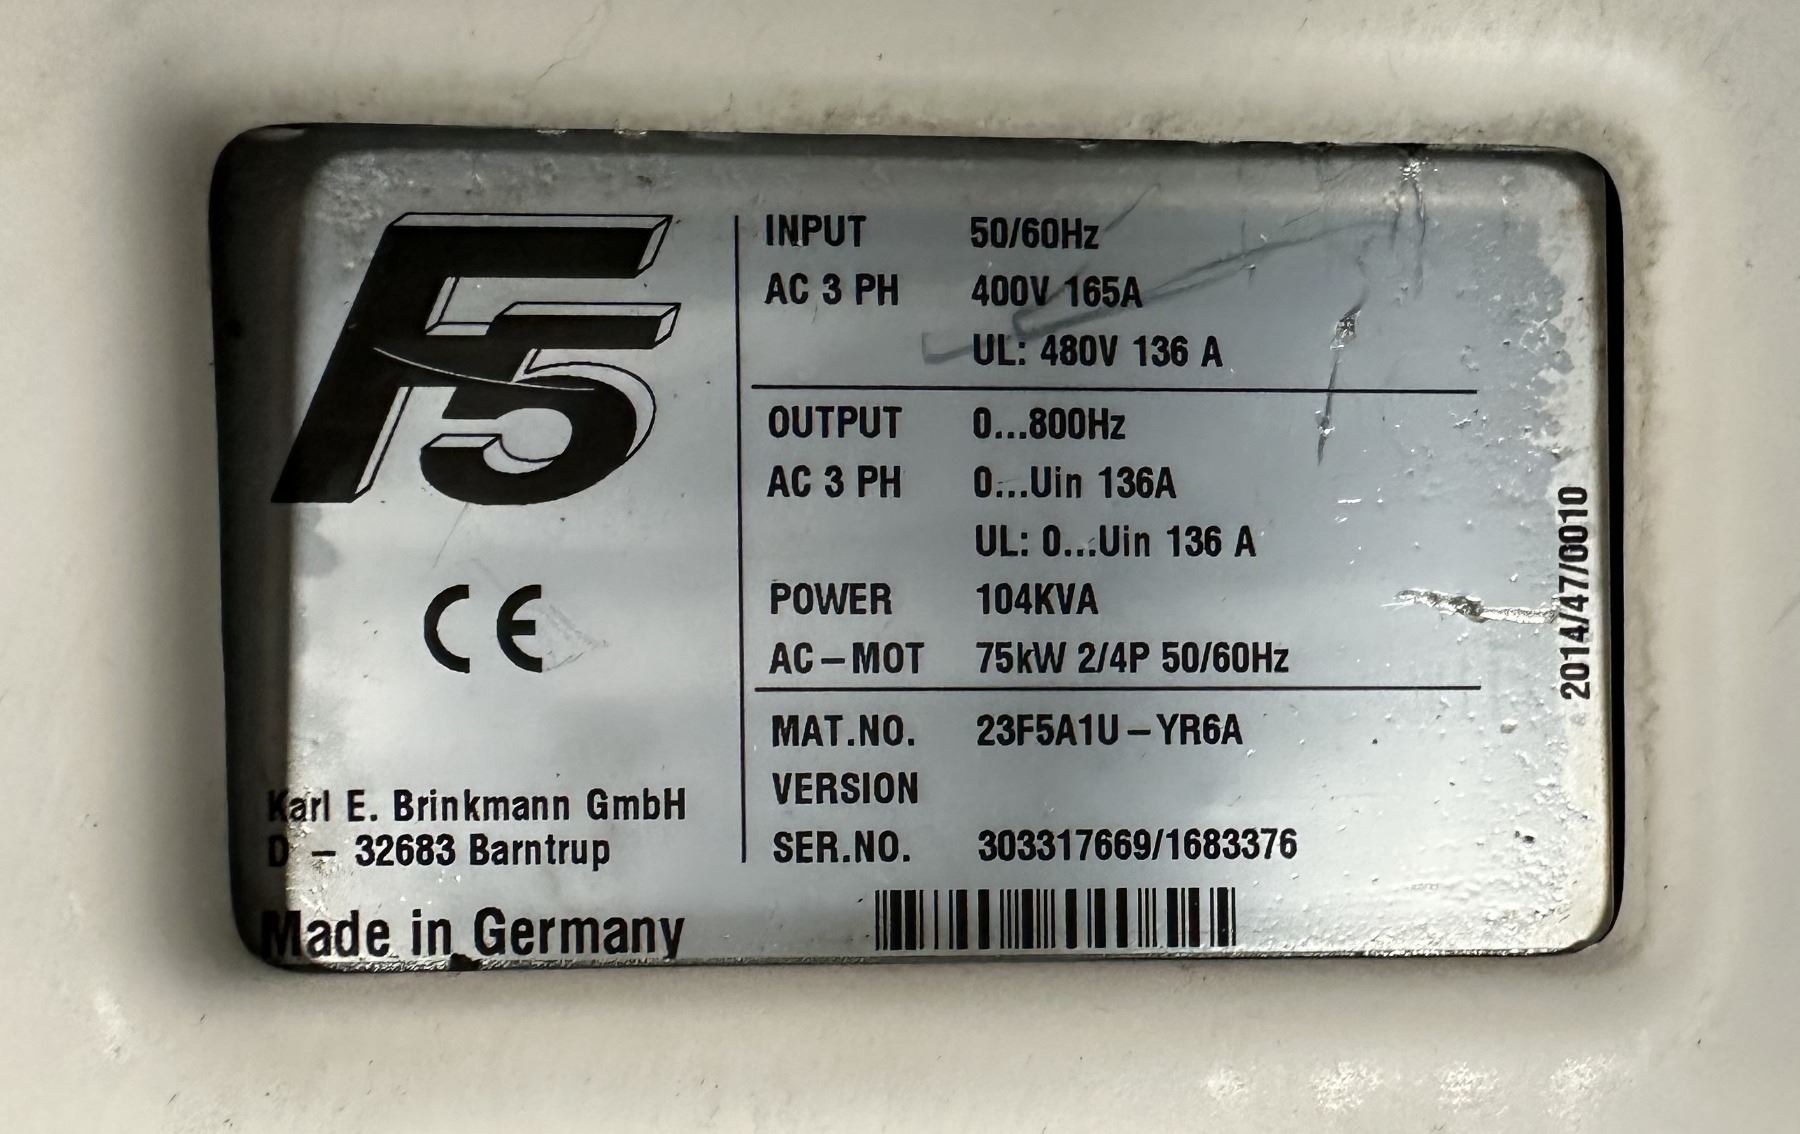 F5
CE
Karl E. Brinkmann GmbH
D – 32683 Barntrup
Made in Germany
INPUT 50/60Hz
AC 3 PH 400V 165A
UL: 480V 136 A
OUTPUT 0...800Hz
AC 3 PH 0...Uin 136A
UL: 0...Uin 136 A
POWER 104KVA
AC–MOT 75kW 2/4P 50/60Hz
MAT.NO. 23F5A1U–YR6A
VERSION
SER.NO. 303317669/1683376
2014/47/0010